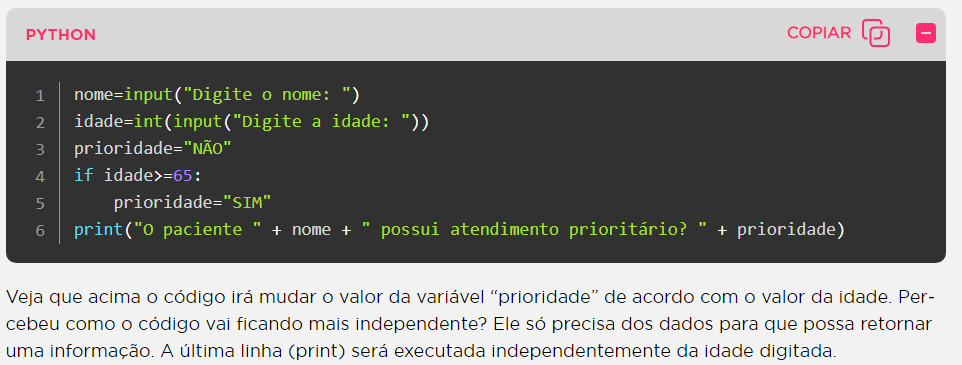 PYTHON
COPIAR
1 nome=input("Digite o nome: ")
2 idade=int(input("Digite a idade: "))
3 prioridade="NÃO"
4 if idade>=65:
5     prioridade="SIM"
6 print("O paciente " + nome + " possui atendimento prioritário? " + prioridade)
Veja que acima o código irá mudar o valor da variável “prioridade” de acordo com o valor da idade. Per-
cebeu como o código vai ficando mais independente? Ele só precisa dos dados para que possa retornar
uma informação. A última linha (print) será executada independentemente da idade digitada.